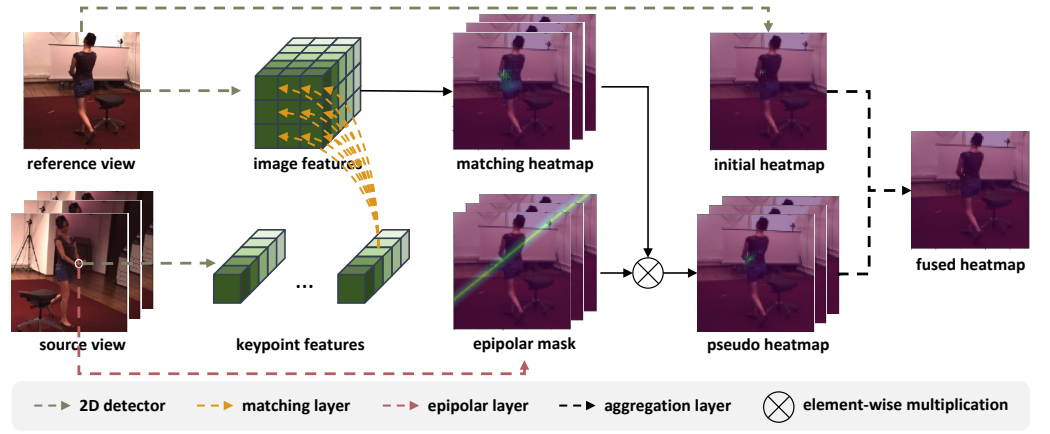 reference view
image features
matching heatmap
initial heatmap
fused heatmap
source view
...
keypoint features
epipolar mask
pseudo heatmap
2D detector
matching layer
epipolar layer
aggregation layer
element-wise multiplication